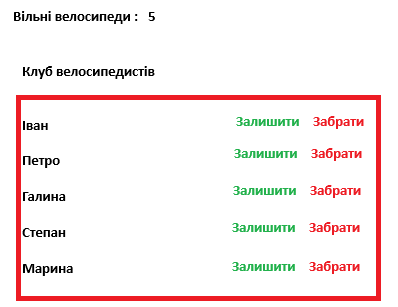 Вільні велосипеди : 5
Клуб велосипедистів
Іван Залишити Забрати
Петро Залишити Забрати
Галина Залишити Забрати
Степан Залишити Забрати
Марина Залишити Забрати